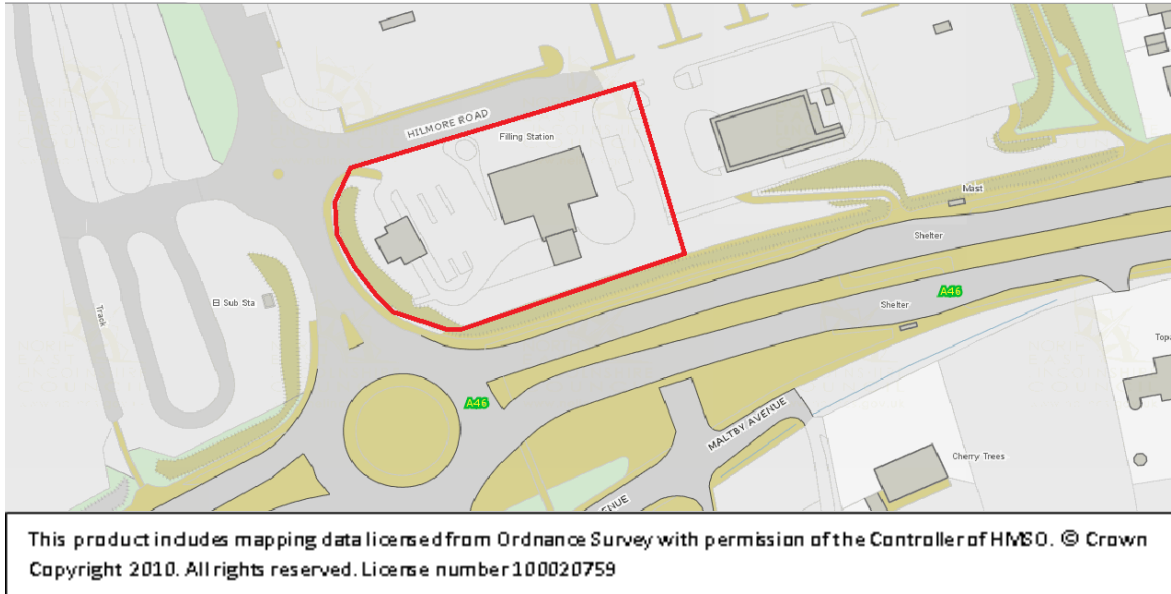 HILMORE ROAD
Filling Station
Mast
Shelter
El Sub Sta
Track
A46
Shelter
A46
MALTBY AVENUE
Cherry Trees
This product includes mapping data licensed from Ordnance Survey with permission of the Controller of HMSO. © Crown
Copyright 2010. All rights reserved. License number 100020759